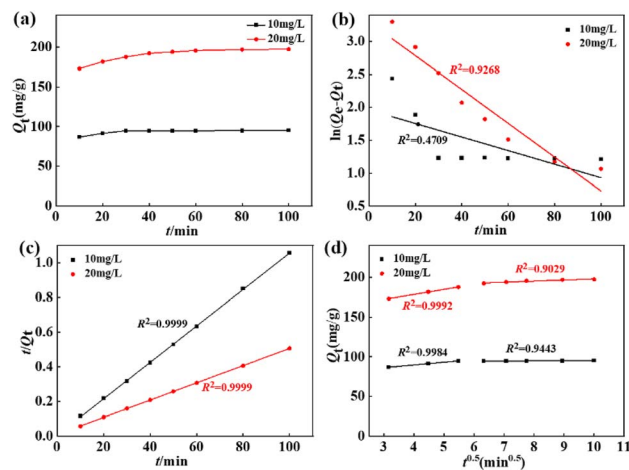 (a)
10mg/L
20mg/L
200
150
100
50
0
Qt(mg/g)
0 20 40 60 80 100
t/min
(b)
10mg/L
20mg/L
3.0
2.5
2.0
1.5
1.0
0.5
ln(Qe-Qt)
R²=0.9268
R²=0.4709
0 20 40 60 80 100
t/min
(c)
10mg/L
20mg/L
1.2
1.0
0.8
0.6
0.4
0.2
0.0
t/Qt
R²=0.9999
R²=0.9999
0 20 40 60 80 100
t/min
(d)
10mg/L
20mg/L
250
200
150
100
50
0
Qt(mg/g)
R²=0.9029
R²=0.9992
R²=0.9984
R²=0.9443
3 4 5 6 7 8 9 10 11
t⁰·⁵(min⁰·⁵)